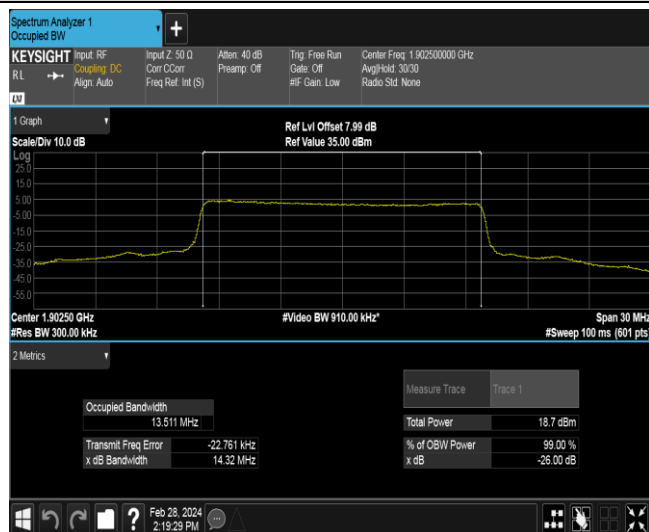 Spectrum Analyzer 1
Occupied BW
+
KEYSIGHT Input: RF Input Z: 50 Ω Atten: 40 dB Trig: Free Run Center Freq: 1.902500000 GHz
RL Coupling: DC Corr CCorr Preamp: Off Gate: Off Avg|Hold: 30/30
Align: Auto Freq Ref: Int (S) #IF Gain: Low Radio Std: None
LXI
1 Graph
Ref Lvl Offset 7.99 dB
Scale/Div 10.0 dB Ref Value 35.00 dBm
Log
25.0
15.0
5.00
-5.00
-15.0
-25.0
-35.0
-45.0
-55.0
Center 1.90250 GHz #Video BW 910.00 kHz* Span 30 MHz
#Res BW 300.00 kHz #Sweep 100 ms (601 pts)
2 Metrics
Measure Trace Trace 1
Occupied Bandwidth
13.511 MHz Total Power 18.7 dBm
Transmit Freq Error -22.761 kHz % of OBW Power 99.00 %
x dB Bandwidth 14.32 MHz x dB -26.00 dB
? Feb 28, 2024
2:19:29 PM